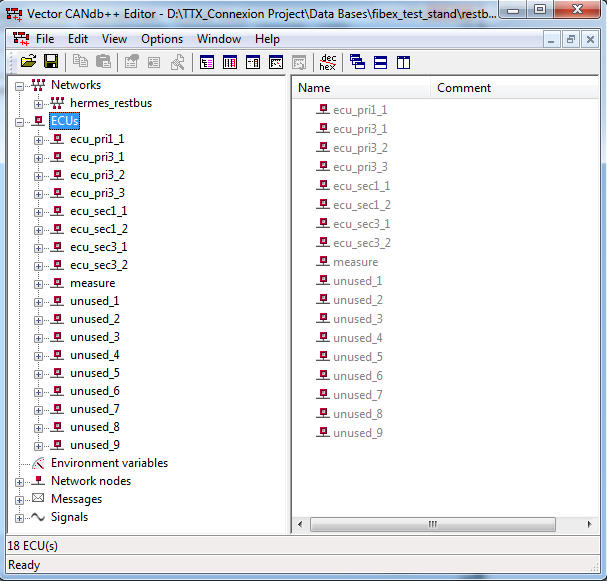 Vector CANdb++ Editor - D:\TTX_Connexion Project\Data Bases\fibex_test_stand\restb...
File Edit View Options Window Help
.dec
hex
Networks
hermes_restbus
ECUs
ecu_pri1_1
ecu_pri3_1
ecu_pri3_2
ecu_pri3_3
ecu_sec1_1
ecu_sec1_2
ecu_sec3_1
ecu_sec3_2
measure
unused_1
unused_2
unused_3
unused_4
unused_5
unused_6
unused_7
unused_8
unused_9
Environment variables
Network nodes
Messages
Signals
Name Comment
ecu_pri1_1
ecu_pri3_1
ecu_pri3_2
ecu_pri3_3
ecu_sec1_1
ecu_sec1_2
ecu_sec3_1
ecu_sec3_2
measure
unused_1
unused_2
unused_3
unused_4
unused_5
unused_6
unused_7
unused_8
unused_9
18 ECU(s)
Ready